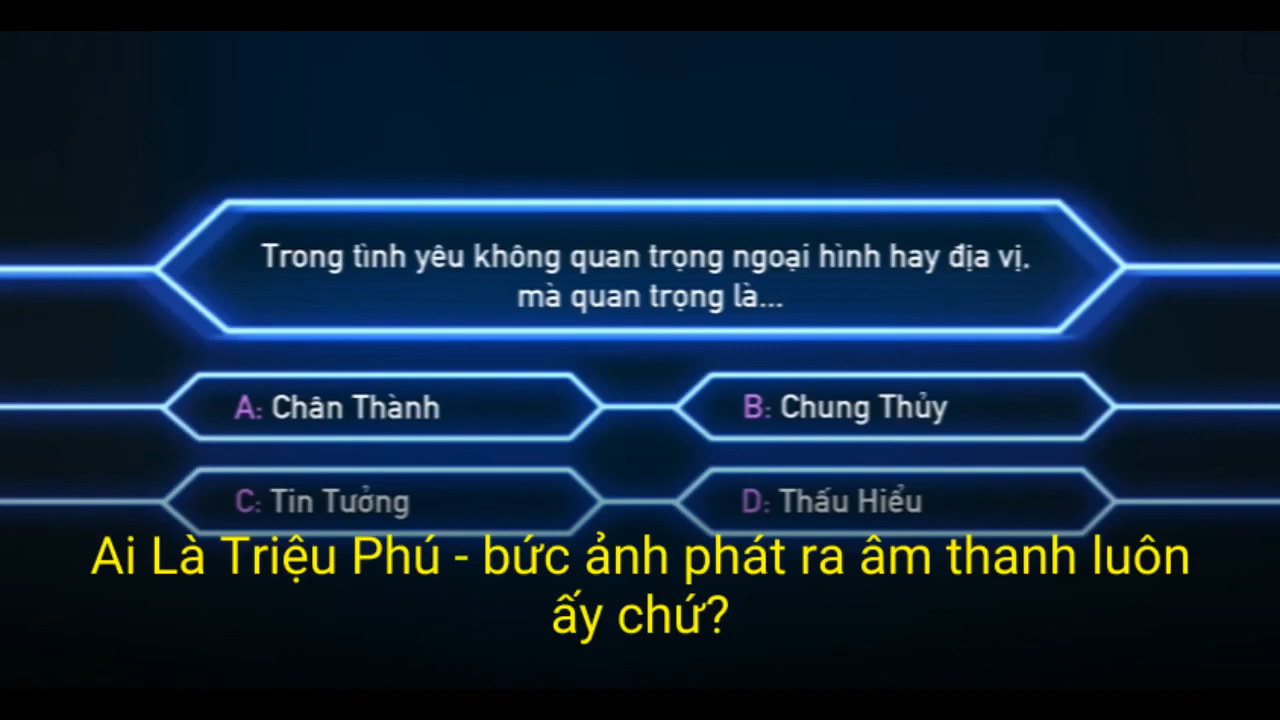 Trong tình yêu không quan trọng ngoại hình hay địa vị.
mà quan trọng là...
A: Chân Thành
B: Chung Thủy
C: Tin Tưởng
D: Thấu Hiểu
Ai Là Triệu Phú - bức ảnh phát ra âm thanh luôn
ấy chứ?